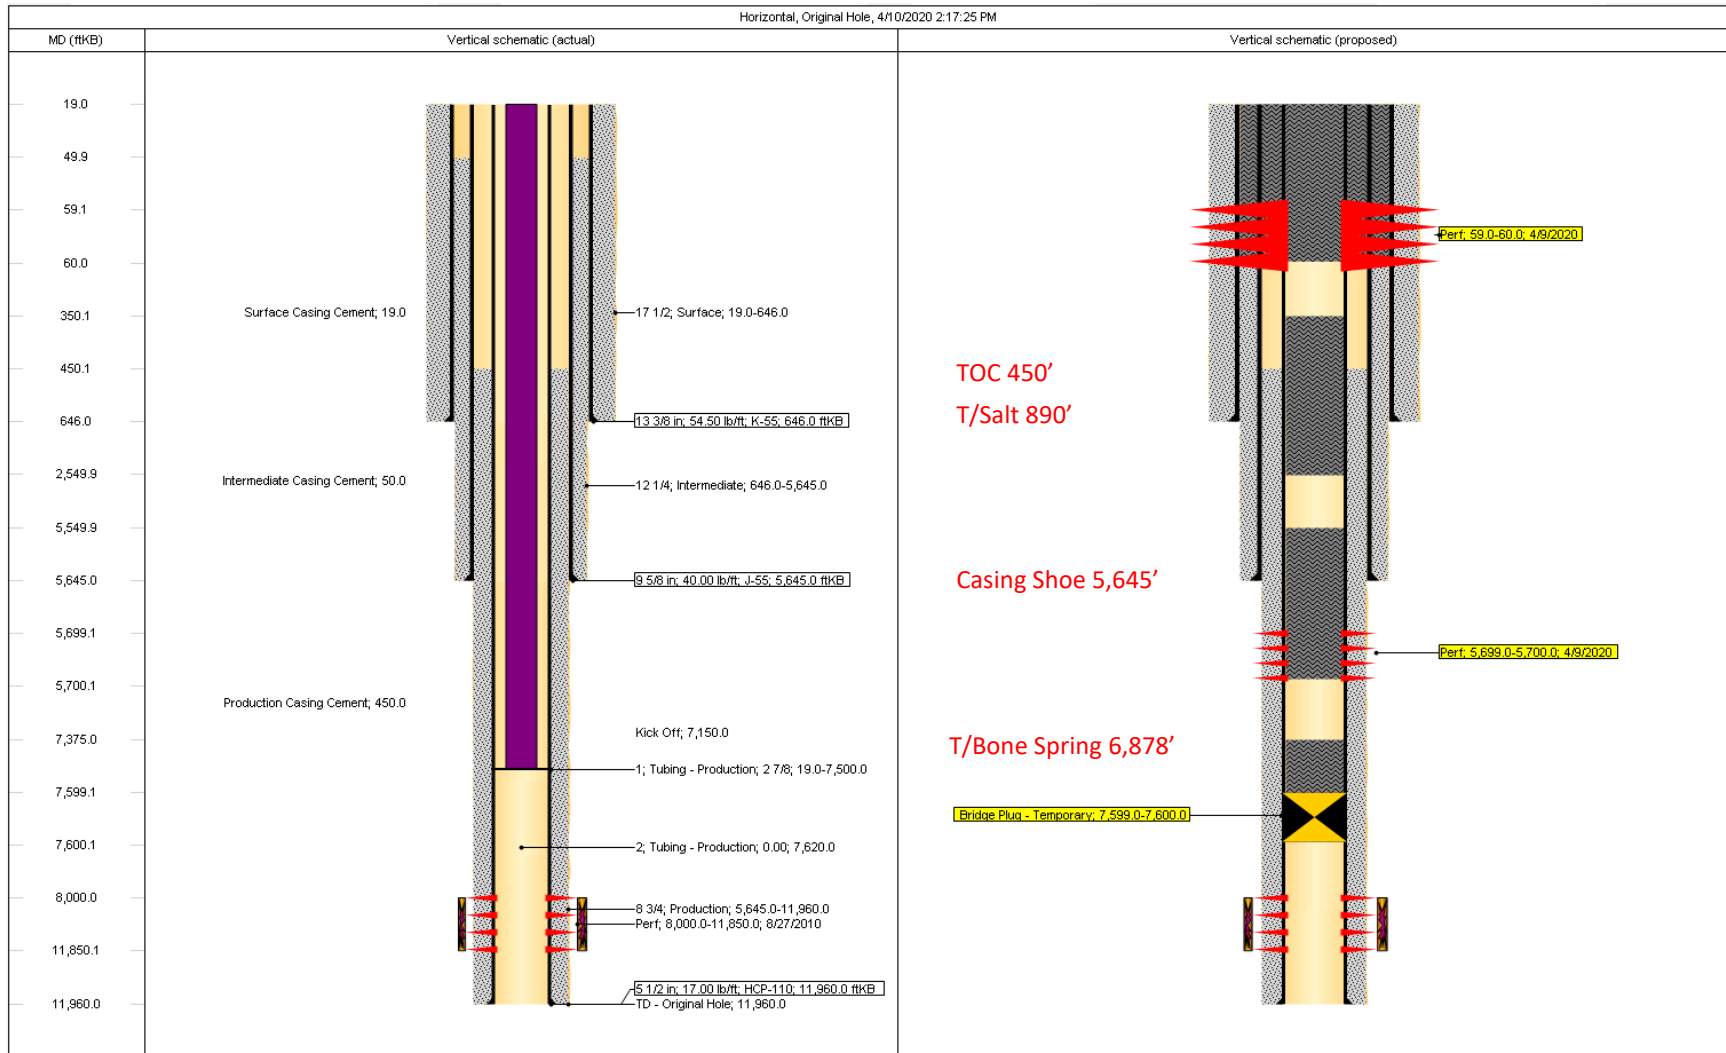 Horizontal, Original Hole, 4/10/2020 2:17:25 PM
MD (ftKB)
Vertical schematic (actual)
Vertical schematic (proposed)
19.0
49.9
59.1
60.0
350.1
450.1
646.0
2,549.9
5,549.9
5,645.0
5,699.1
5,700.1
7,375.0
7,599.1
7,600.1
8,000.0
11,850.1
11,960.0
Surface Casing Cement; 19.0
Intermediate Casing Cement; 50.0
Production Casing Cement; 450.0
17 1/2; Surface; 19.0-646.0
13 3/8 in; 54.50 lb/ft; K-55; 646.0 ftKB
12 1/4; Intermediate; 646.0-5,645.0
9 5/8 in; 40.00 lb/ft; J-55; 5,645.0 ftKB
Kick Off; 7,150.0
1; Tubing - Production; 2 7/8; 19.0-7,500.0
2; Tubing - Production; 0.00; 7,620.0
8 3/4; Production; 5,645.0-11,960.0
Perf; 8,000.0-11,850.0; 8/27/2010
5 1/2 in; 17.00 lb/ft; HCP-110; 11,960.0 ftKB
TD - Original Hole; 11,960.0
Perf; 59.0-60.0; 4/9/2020
TOC 450’
T/Salt 890’
Casing Shoe 5,645’
Perf; 5,699.0-5,700.0; 4/9/2020
T/Bone Spring 6,878’
Bridge Plug - Temporary; 7,599.0-7,600.0